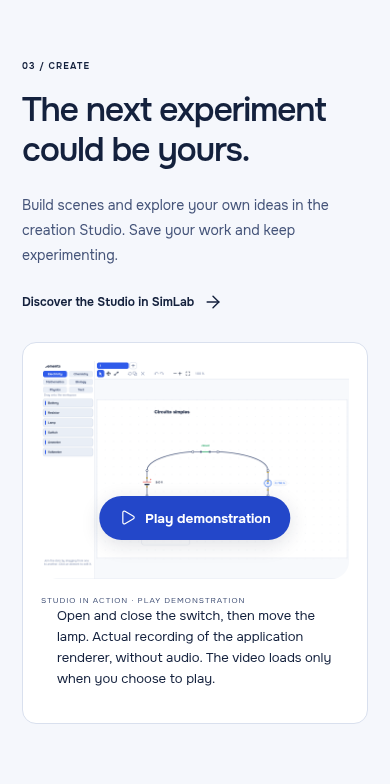 03 / CREATE
The next experiment
could be yours.
Build scenes and explore your own ideas in the
creation Studio. Save your work and keep
experimenting.
Discover the Studio in SimLab
Circuito simples
Play demonstration
STUDIO IN ACTION · PLAY DEMONSTRATION
Open and close the switch, then move the
lamp. Actual recording of the application
renderer, without audio. The video loads only
when you choose to play.